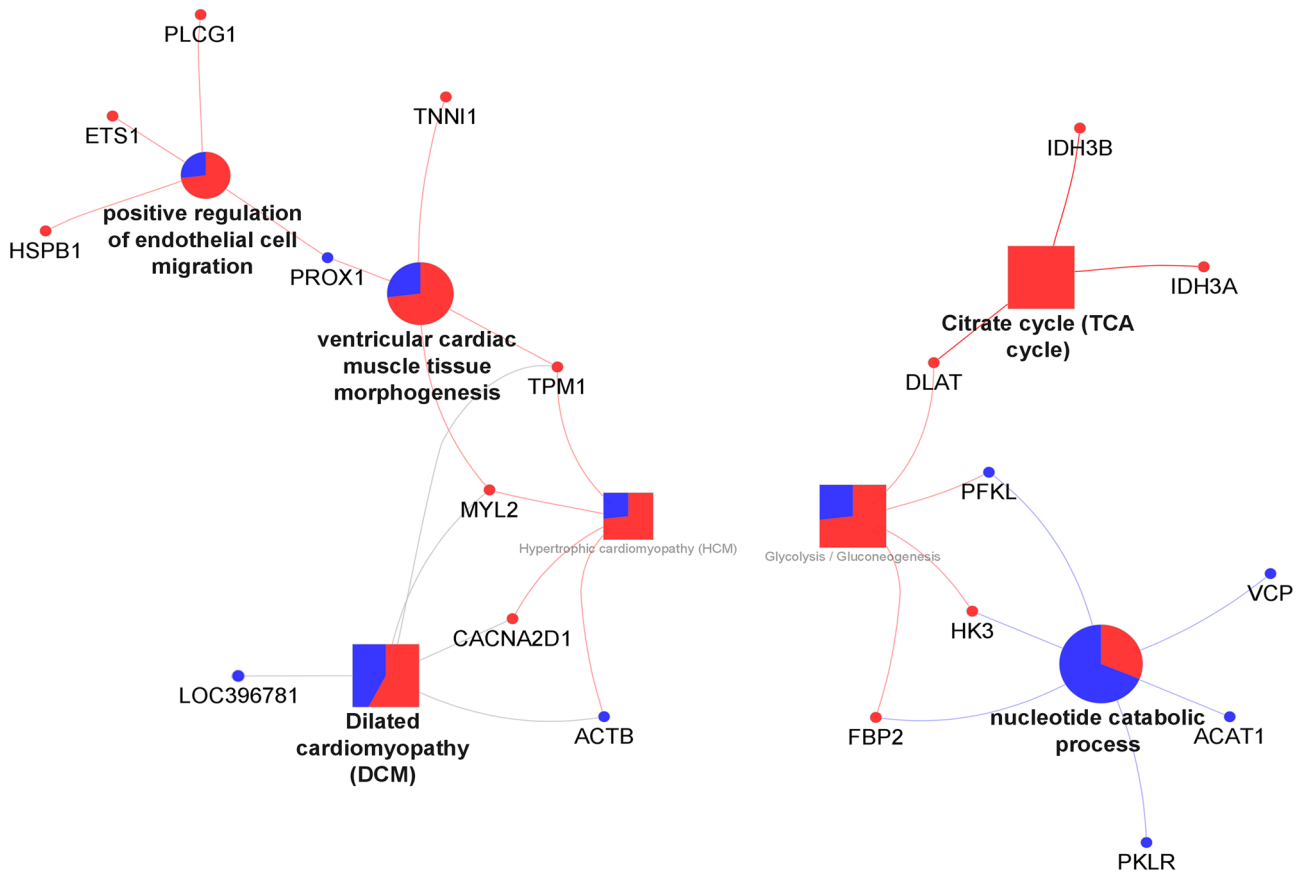 PLCG1
TNNI1
ETS1
IDH3B
positive regulation
of endothelial cell
migration
HSPB1
PROX1
IDH3A
Citrate cycle (TCA
cycle)
ventricular cardiac
muscle tissue
morphogenesis
TPM1
DLAT
MYL2
PFKL
Hypertrophic cardiomyopathy (HCM)
Glycolysis / Gluconeogenesis
VCP
CACNA2D1
HK3
LOC396781
Dilated
cardiomyopathy
(DCM)
ACTB
FBP2
nucleotide catabolic
process
ACAT1
PKLR